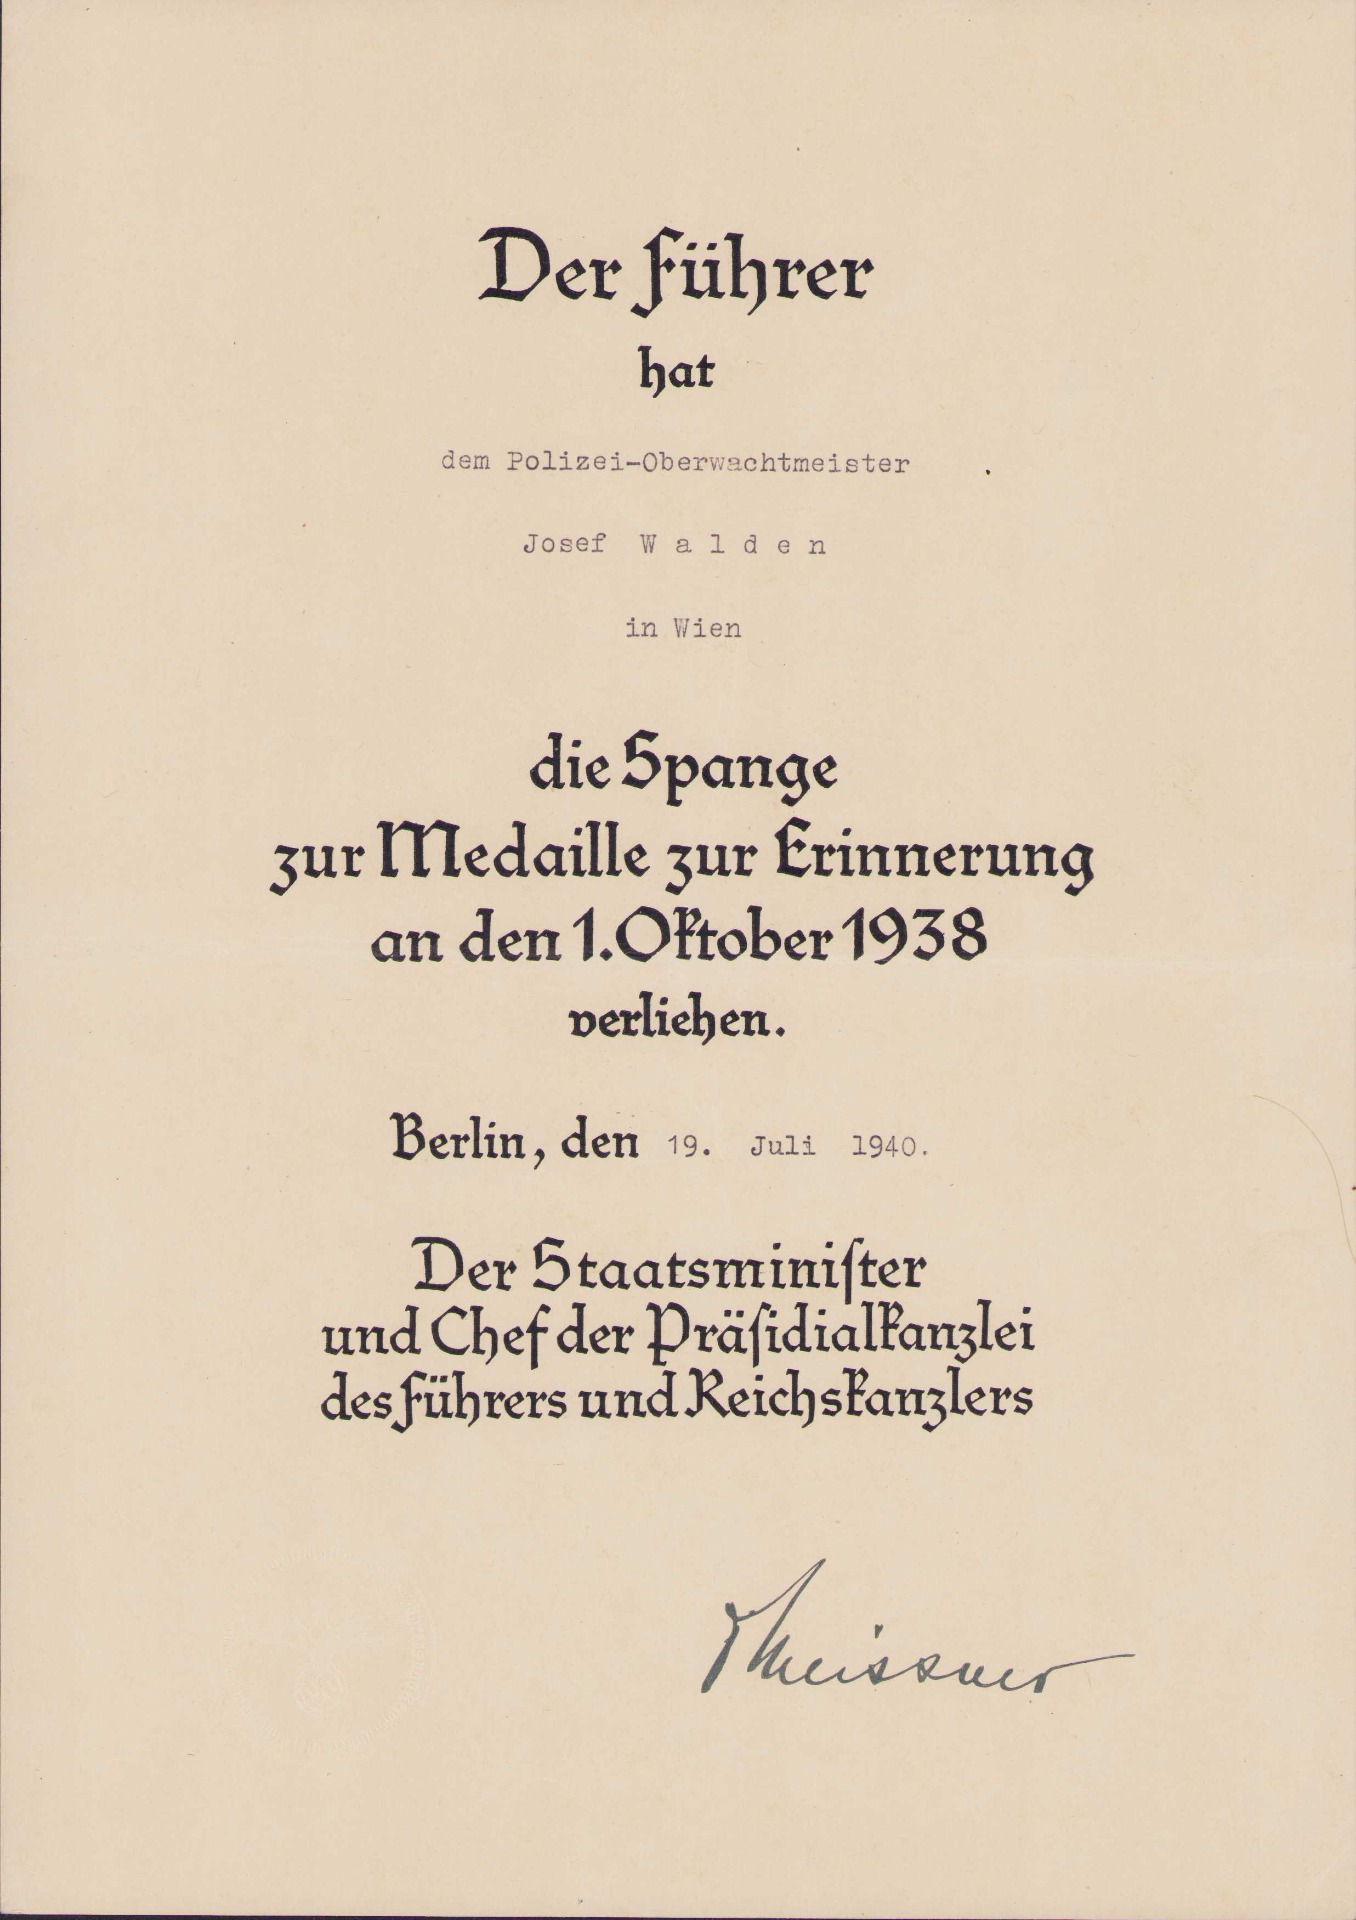 Der Führer
hat
dem Polizei-Oberwachtmeister
Josef W a l d e n
in Wien
die Spange
zur Medaille zur Erinnerung
an den 1. Oktober 1938
verliehen.
Berlin, den 19. Juli 1940.
Der Staatsminiſter
und Chef der Präſidialkanzlei
des Führers und Reichskanzlers
Meissner